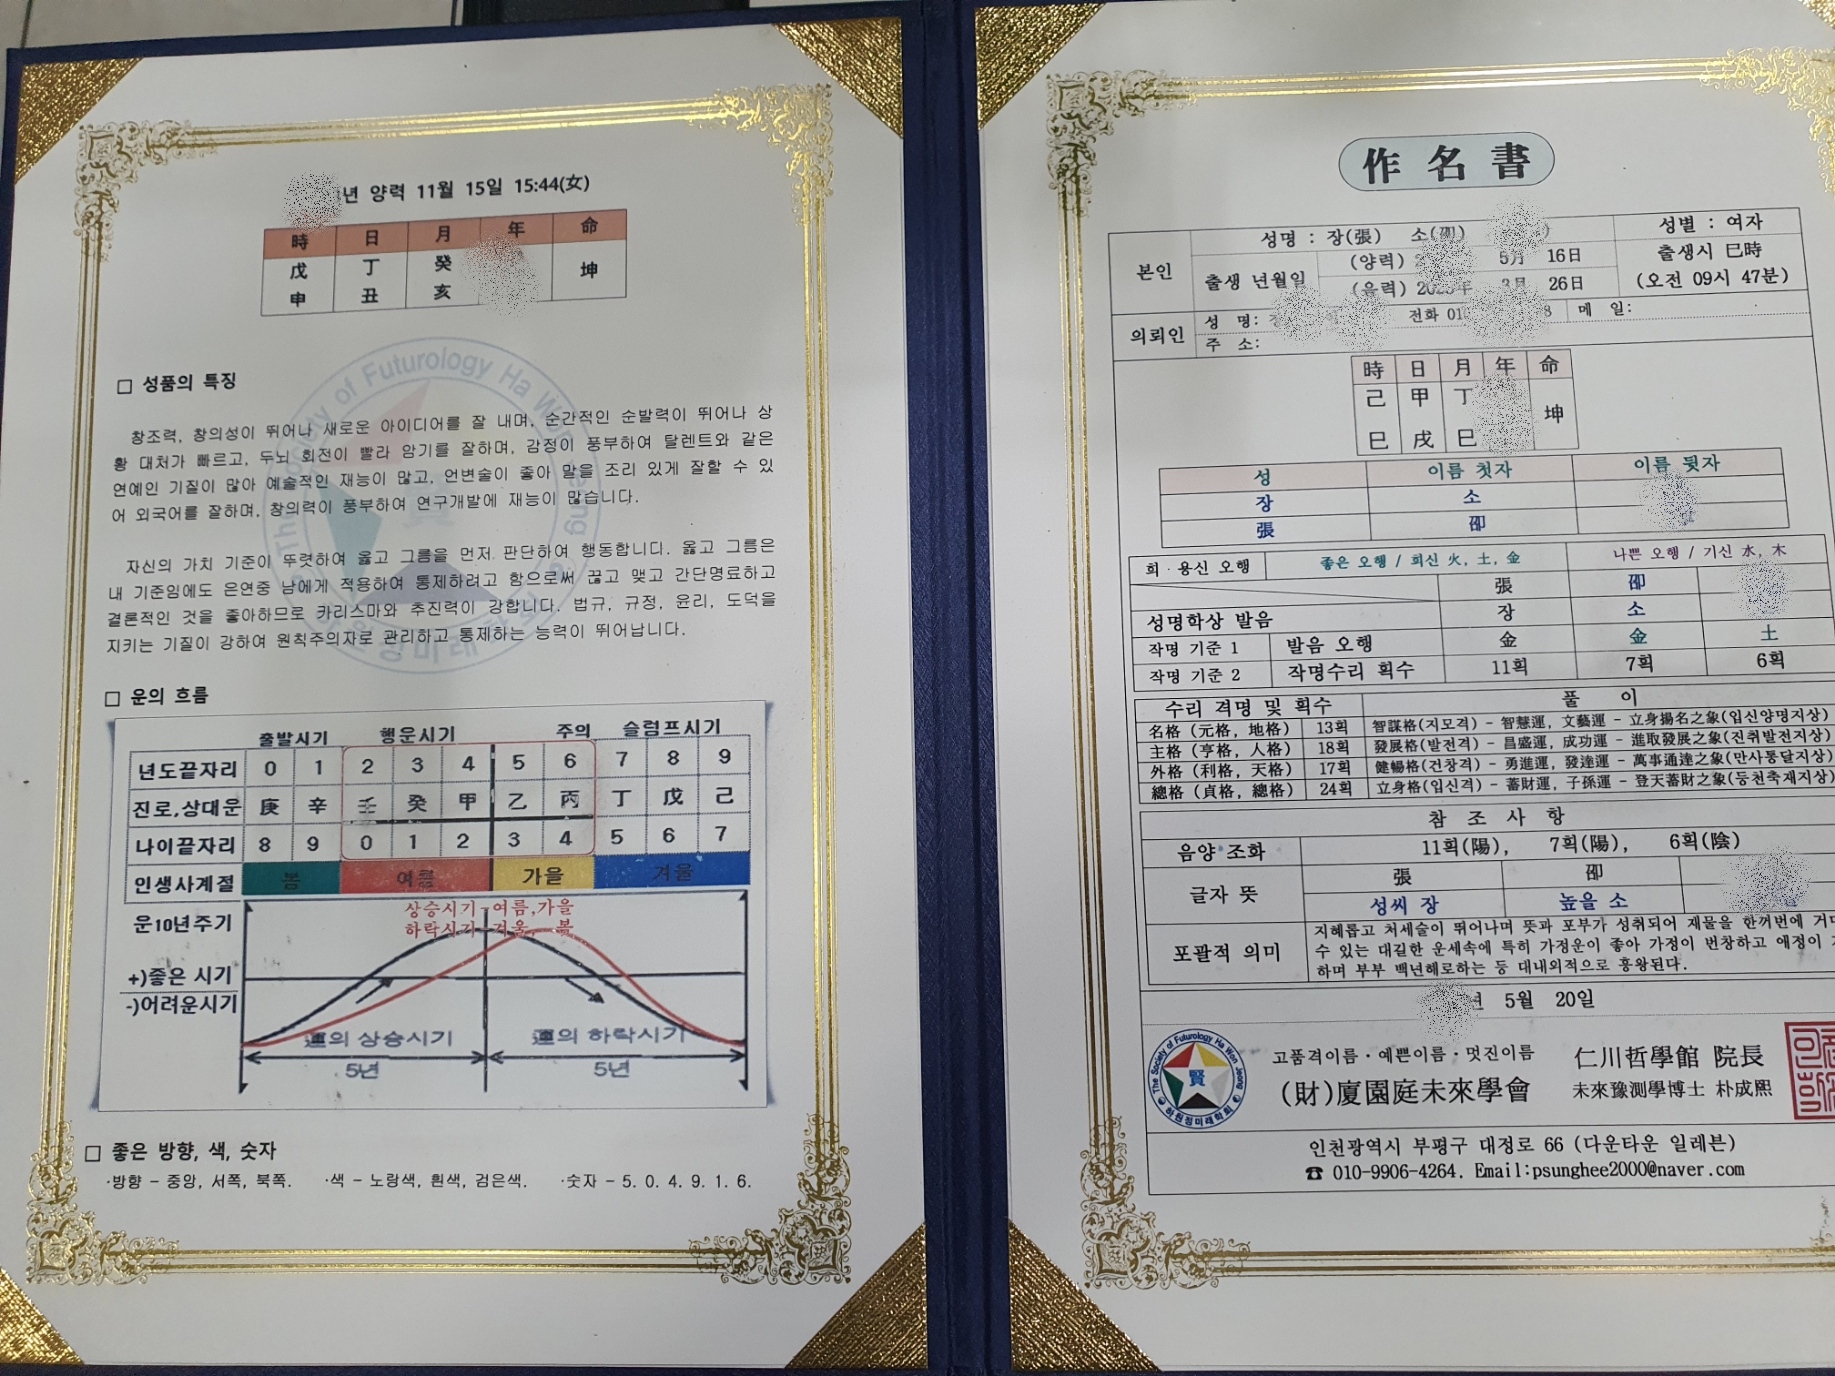 년 양력 11월 15일 15:44(女)
時 日 月 年 命
戊 丁 癸 坤
申 丑 亥
□ 성품의 특징
창조력, 창의성이 뛰어나 새로운 아이디어를 잘 내며, 순간적인 순발력이 뛰어나 상
황 대처가 빠르고, 두뇌 회전이 빨라 암기를 잘하며, 감정이 풍부하여 탈렌트와 같은
연예인 기질이 많아 예술적인 재능이 많고, 언변술이 좋아 말을 조리 있게 잘할 수 있
어 외국어를 잘하며, 창의력이 풍부하여 연구개발에 재능이 많습니다.
자신의 가치 기준이 뚜렷하여 옳고 그름을 먼저 판단하여 행동합니다. 옳고 그름은
내 기준임에도 은연중 남에게 적용하여 통제하려고 함으로써 끊고 맺고 간단명료하고
결론적인 것을 좋아하므로 카리스마와 추진력이 강합니다. 법규, 규정, 윤리, 도덕을
지키는 기질이 강하여 원칙주의자로 관리하고 통제하는 능력이 뛰어납니다.
□ 운의 흐름
출발시기 행운시기 주의 슬럼프시기
년도끝자리 0 1 2 3 4 5 6 7 8 9
진로,상대운 庚 辛 壬 癸 甲 乙 丙 丁 戊 己
나이끝자리 8 9 0 1 2 3 4 5 6 7
인생사계절 봄 여름 가을 겨울
운10년주기
상승시기-여름,가을
하락시기-겨울, 봄
+)좋은 시기
-)어려운시기
運의 상승시기 運의 하락시기
5년 5년
□ 좋은 방향, 색, 숫자
·방향 - 중앙, 서쪽, 북쪽. ·색 - 노랑색, 흰색, 검은색. ·숫자 - 5. 0. 4. 9. 1. 6.
作名書
본인 성명 : 장(張) 소(卲) 성별 : 여자
출생 년월일 (양력) 5월 16일 출생시 巳時
(음력) 3월 26일 (오전 09시 47분)
의뢰인 성 명: 전화 01 8 메 일:
주 소:
時 日 月 年 命
己 甲 丁 坤
巳 戌 巳
성 이름 첫자 이름 뒷자
장 소
張 卲
희·용신 오행 좋은 오행 / 희신 火, 土, 金 나쁜 오행 / 기신 水, 木
張 卲
성명학상 발음 장 소
작명 기준 1 발음 오행 金 金 土
작명 기준 2 작명수리 획수 11획 7획 6획
수리 격명 및 획수 풀 이
名格 (元格, 地格) 13획 智謀格(지모격) - 智慧運, 文藝運 - 立身揚名之象(입신양명지상)
主格 (亨格, 人格) 18획 發展格(발전격) - 昌盛運, 成功運 - 進取發展之象(진취발전지상)
外格 (利格, 天格) 17획 健暢格(건창격) - 勇進運, 發達運 - 萬事通達之象(만사통달지상)
總格 (貞格, 總格) 24획 立身格(입신격) - 蓄財運, 子孫運 - 登天蓄財之象(등천축재지상)
참 조 사 항
음양 조화 11획(陽), 7획(陽), 6획(陰)
글자 뜻 張 卲
성씨 장 높을 소
포괄적 의미 지혜롭고 처세술이 뛰어나며 뜻과 포부가 성취되어 재물을 한꺼번에
수 있는 대길한 운세속에 특히 가정운이 좋아 가정이 번창하고 애정이
하며 부부 백년해로하는 등 대내외적으로 흥왕된다.
년 5월 20일
The Society of Futurology Ha Won Jeong
賢
하원정미래학회
고품격이름·예쁜이름·멋진이름 仁川哲學館 院長
(財)廈園庭未來學會 未來豫測學博士 朴成熙
인천광역시 부평구 대정로 66 (다운타운 일레븐)
☎ 010-9906-4264. Email:psunghee2000@naver.com